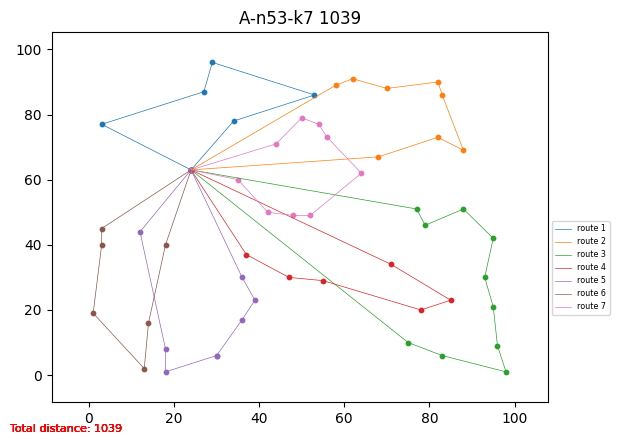 A-n53-k7 1039
100
80
60
40
20
0
0 20 40 60 80 100
route 1
route 2
route 3
route 4
route 5
route 6
route 7
Total distance: 1039